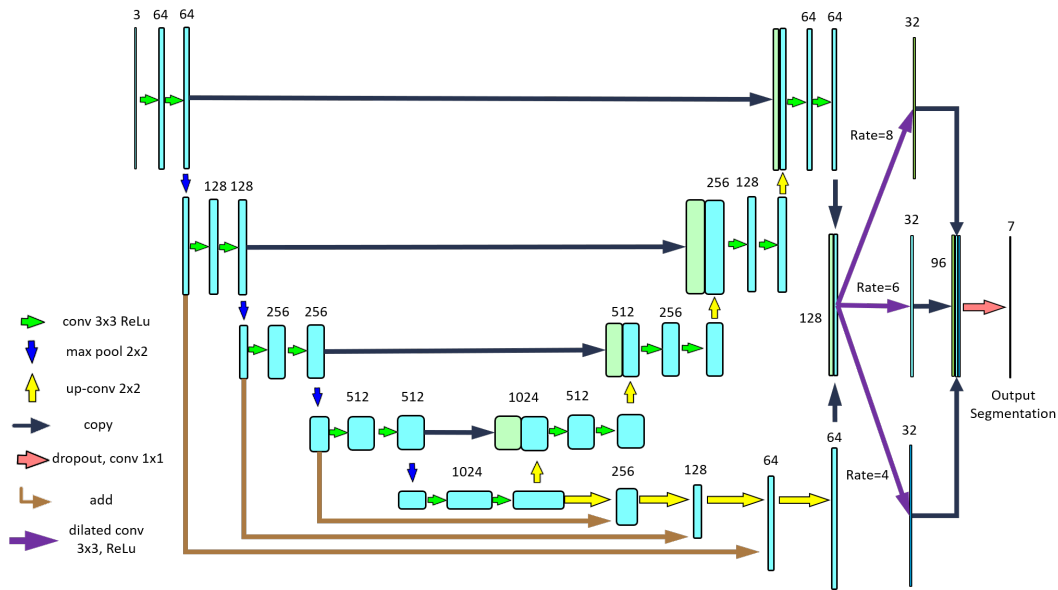 3 64 64
64 64
32
Rate=8
128 128
256 128
32
7
96
Rate=6
128
256 256
512 256
conv 3x3 ReLu
max pool 2x2
up-conv 2x2
copy
dropout, conv 1x1
add
dilated conv
3x3, ReLu
512 512
1024 512
Output
Segmentation
32
1024
256
128
64
64
Rate=4